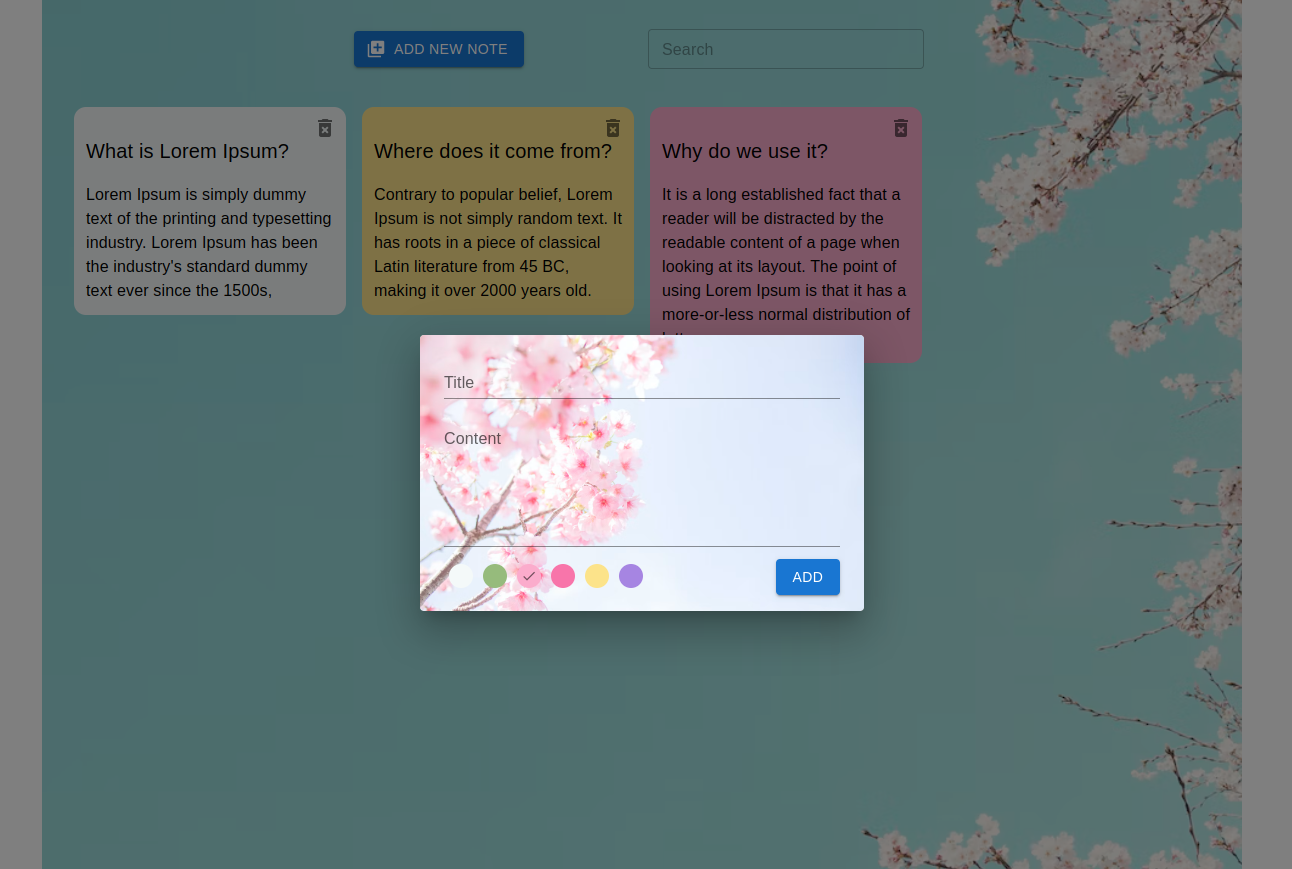 ADD NEW NOTE
Search
What is Lorem Ipsum?
Lorem Ipsum is simply dummy
text of the printing and typesetting
industry. Lorem Ipsum has been
the industry's standard dummy
text ever since the 1500s,
Where does it come from?
Contrary to popular belief, Lorem
Ipsum is not simply random text. It
has roots in a piece of classical
Latin literature from 45 BC,
making it over 2000 years old.
Why do we use it?
It is a long established fact that a
reader will be distracted by the
readable content of a page when
looking at its layout. The point of
using Lorem Ipsum is that it has a
more-or-less normal distribution of
Title
Content
ADD